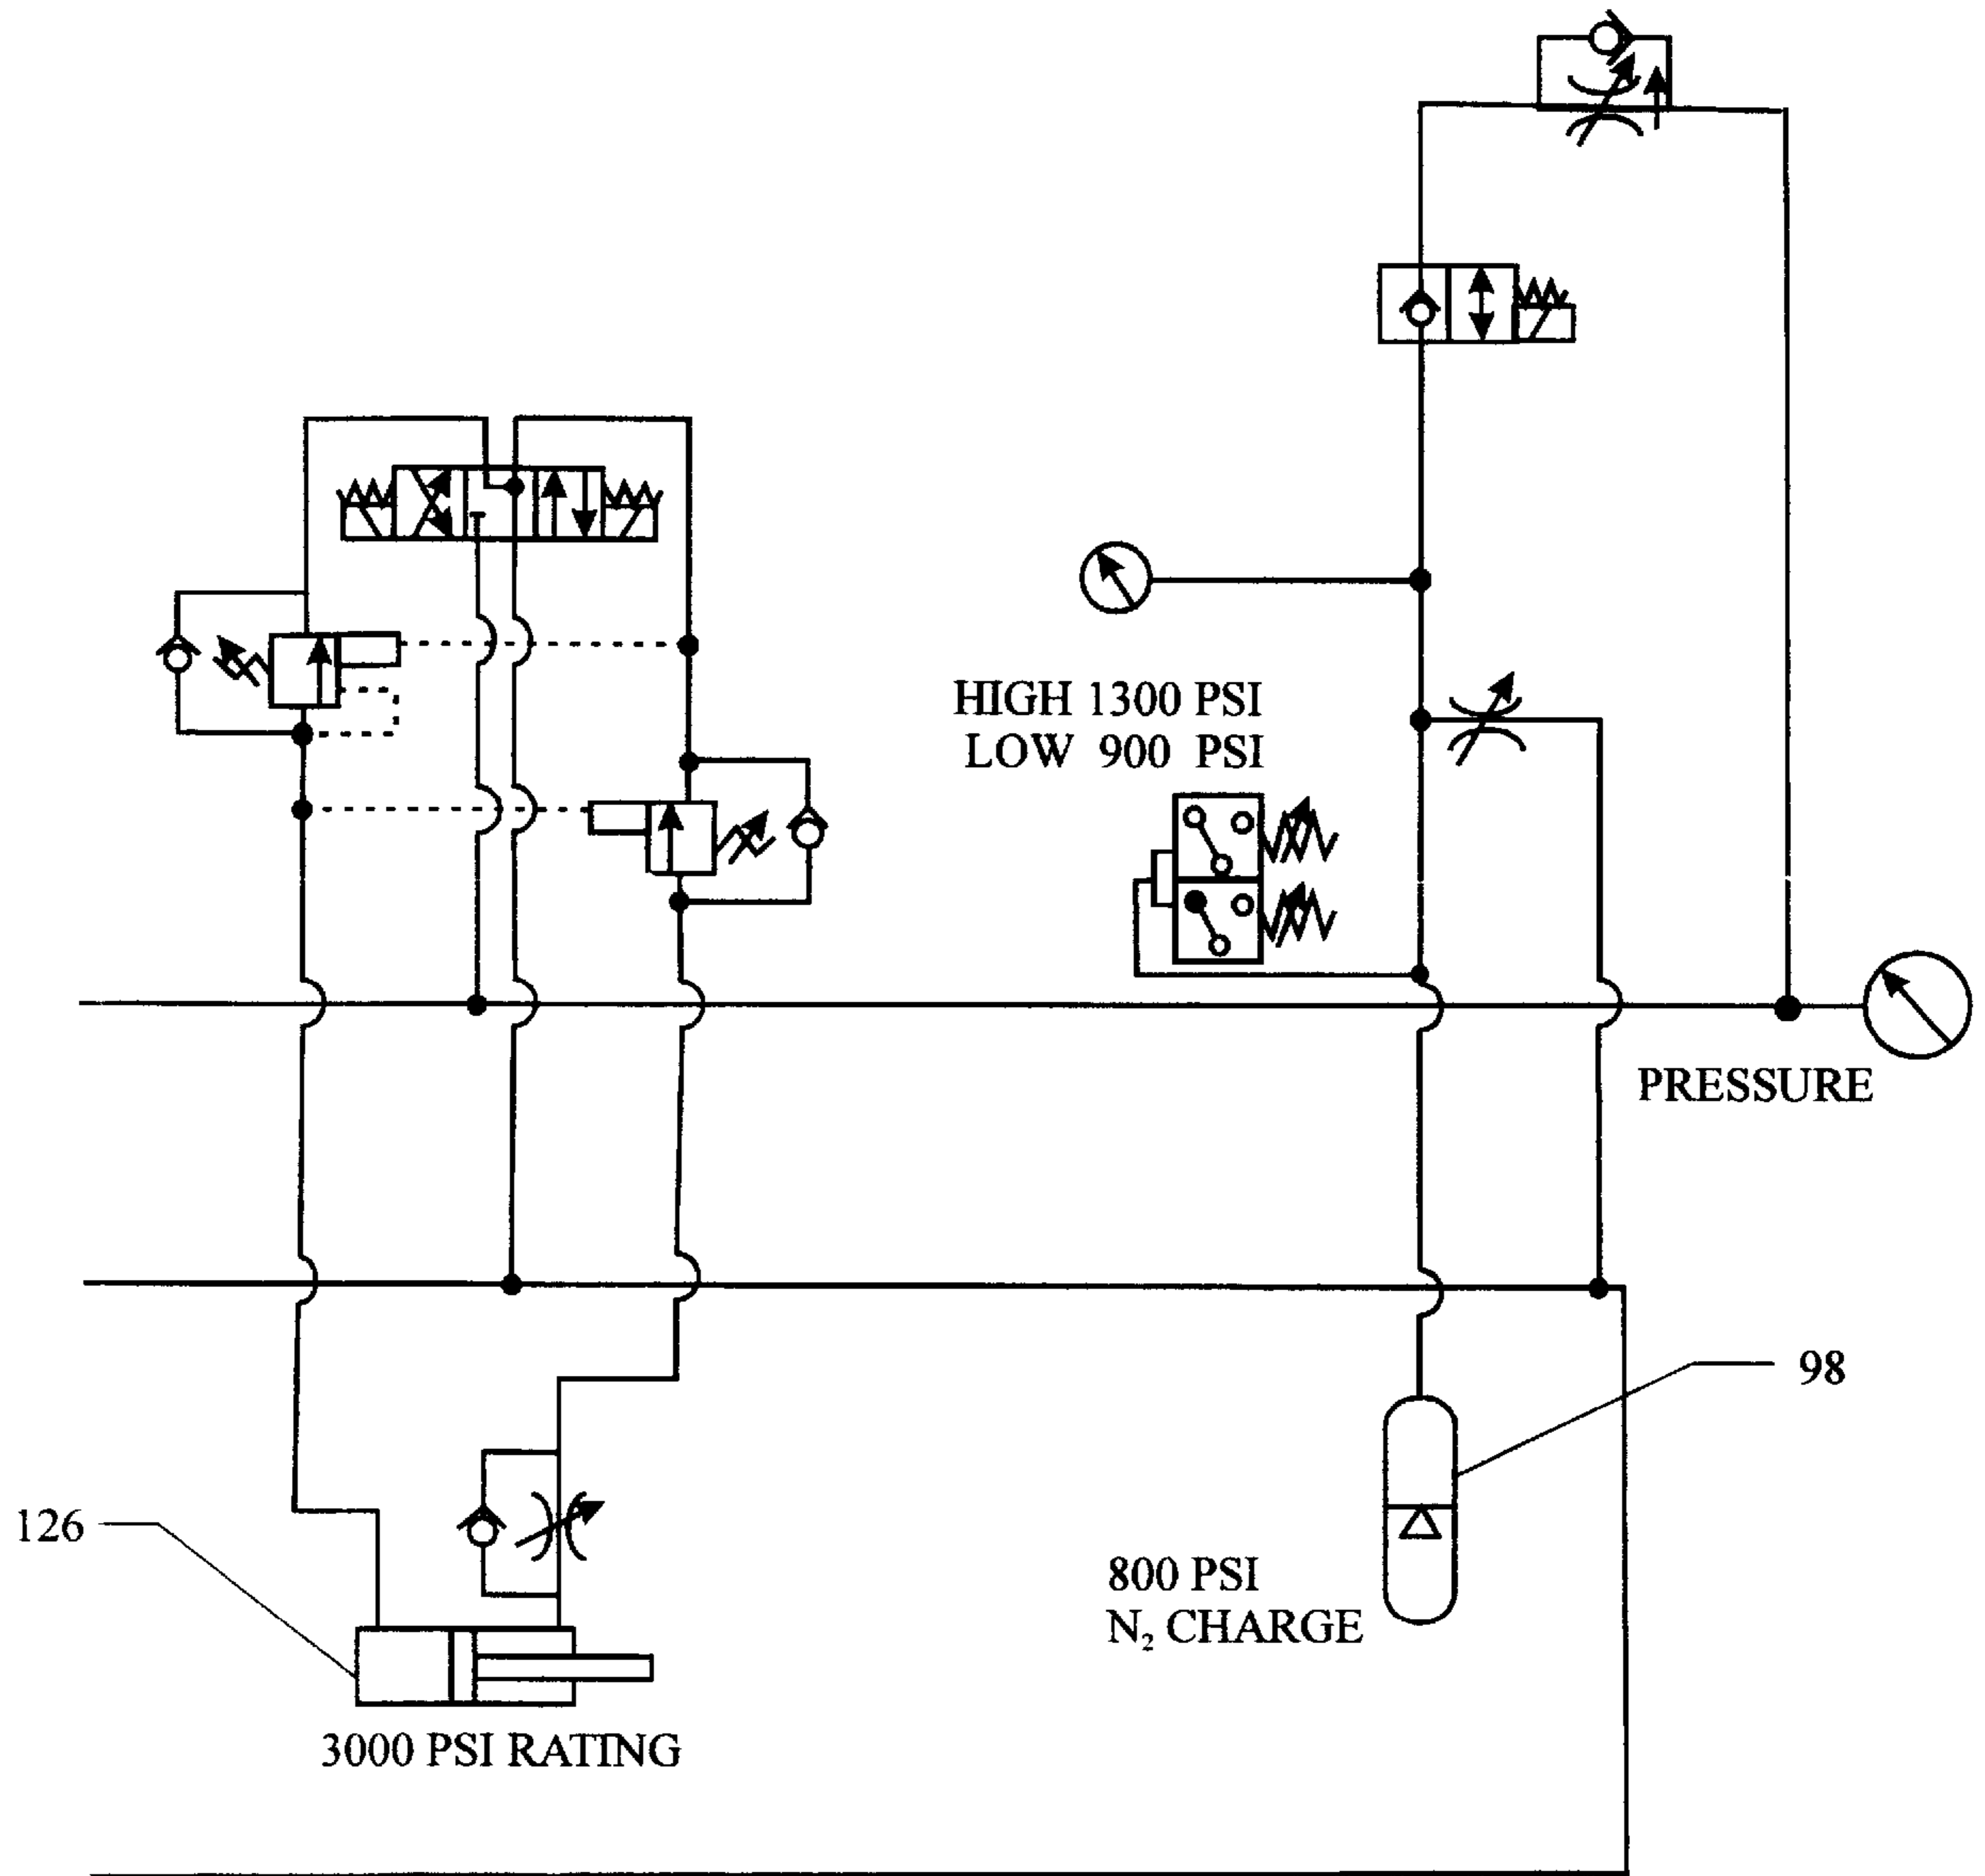 HIGH 1300 PSI
LOW 900 PSI
PRESSURE
98
126
800 PSI
N₂ CHARGE
3000 PSI RATING